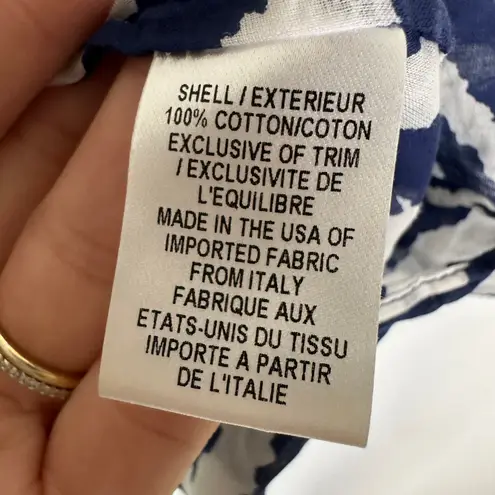 SHELL / EXTERIEUR
100% COTTON/COTON
EXCLUSIVE OF TRIM
/ EXCLUSIVITE DE
L'EQUILIBRE
MADE IN THE USA OF
IMPORTED FABRIC
FROM ITALY
FABRIQUE AUX
ETATS-UNIS DU TISSU
IMPORTE A PARTIR
DE L'ITALIE